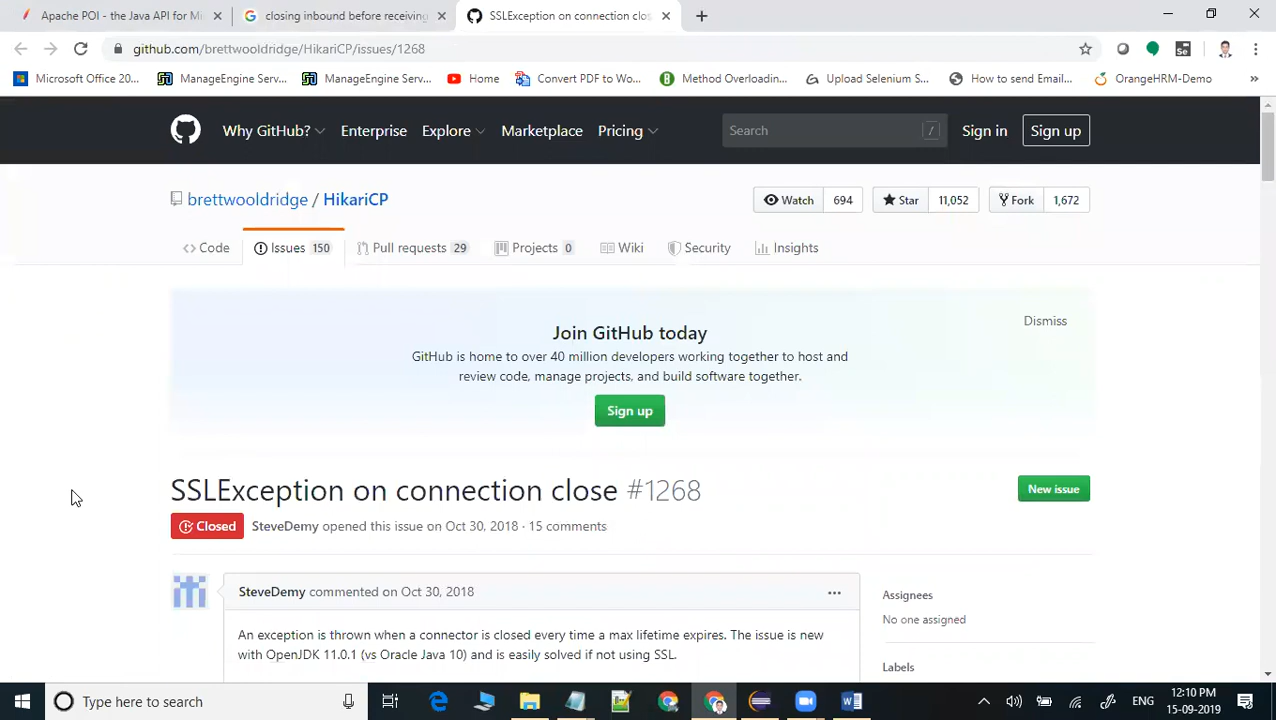 Apache POI - the Java API for Mi
closing inbound before receiving
SSLException on connection clos
github.com/brettwooldridge/HikariCP/issues/1268
Microsoft Office 20...
ManageEngine Serv...
ManageEngine Serv...
Home
Convert PDF to Wo...
Method Overloadin...
Upload Selenium S...
How to send Email...
OrangeHRM-Demo
»
Why GitHub?
Enterprise
Explore
Marketplace
Pricing
Search
/
Sign in
Sign up
brettwooldridge / HikariCP
Watch 694
Star 11,052
Fork 1,672
Code
Issues 150
Pull requests 29
Projects 0
Wiki
Security
Insights
Join GitHub today
Dismiss
GitHub is home to over 40 million developers working together to host and
review code, manage projects, and build software together.
Sign up
SSLException on connection close #1268
New issue
Closed
SteveDemy opened this issue on Oct 30, 2018 · 15 comments
SteveDemy commented on Oct 30, 2018
...
Assignees
No one assigned
An exception is thrown when a connector is closed every time a max lifetime expires. The issue is new
with OpenJDK 11.0.1 (vs Oracle Java 10) and is easily solved if not using SSL.
Labels
Type here to search
ENG
12:10 PM
15-09-2019